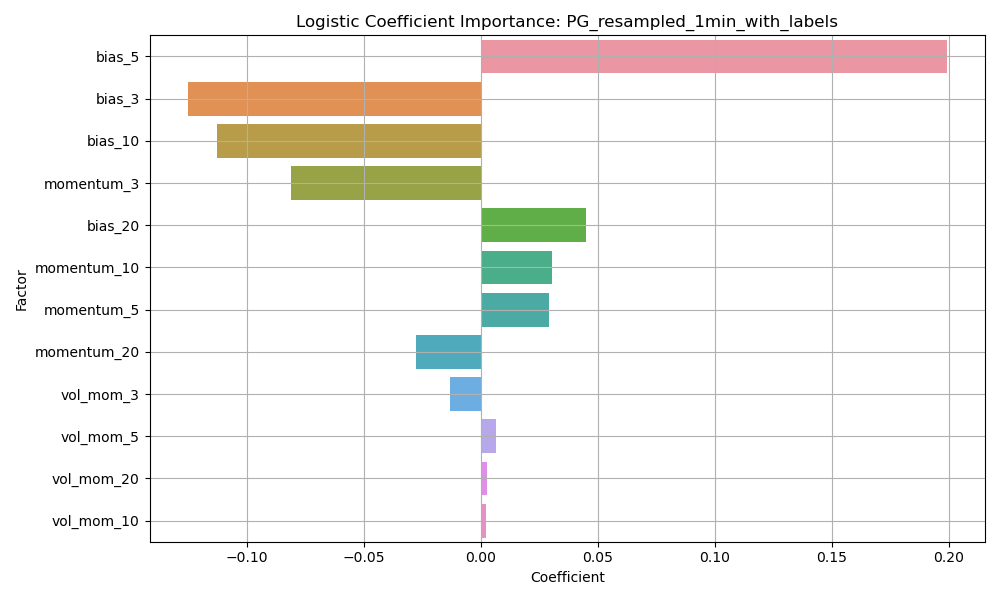 Logistic Coefficient Importance: PG_resampled_1min_with_labels
bias_5
bias_3
bias_10
momentum_3
bias_20
momentum_10
momentum_5
momentum_20
vol_mom_3
vol_mom_5
vol_mom_20
vol_mom_10
Factor
−0.10 −0.05 0.00 0.05 0.10 0.15 0.20
Coefficient